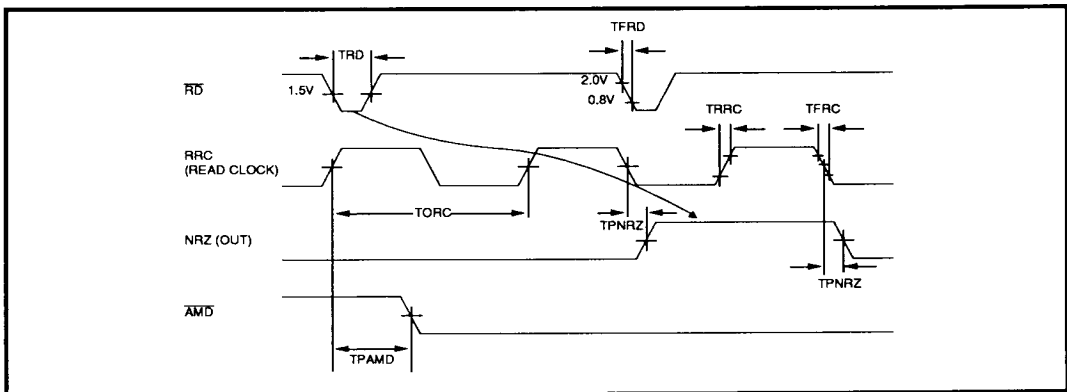 TFRD
TRD
RD
1.5V
2.0V
0.8V
TRRC
TFRC
RRC
(READ CLOCK)
TORC
TPNRZ
NRZ (OUT)
TPNRZ
AMD
TPAMD